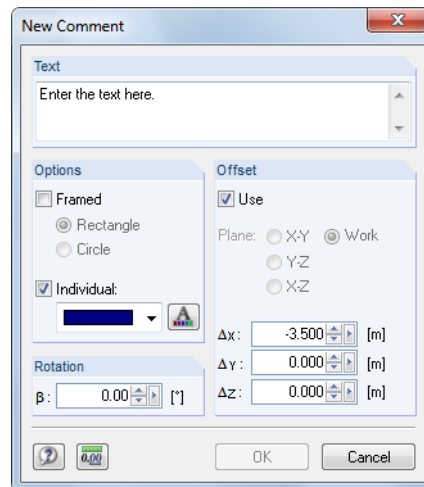 New Comment
Text
Enter the text here.
Options
Framed
Rectangle
Circle
Individual:
Rotation
β: 0.00 [°]
Offset
Use
Plane: X-Y Work
Y-Z
X-Z
ΔX: -3.500 [m]
ΔY: 0.000 [m]
ΔZ: 0.000 [m]
0.00
OK Cancel